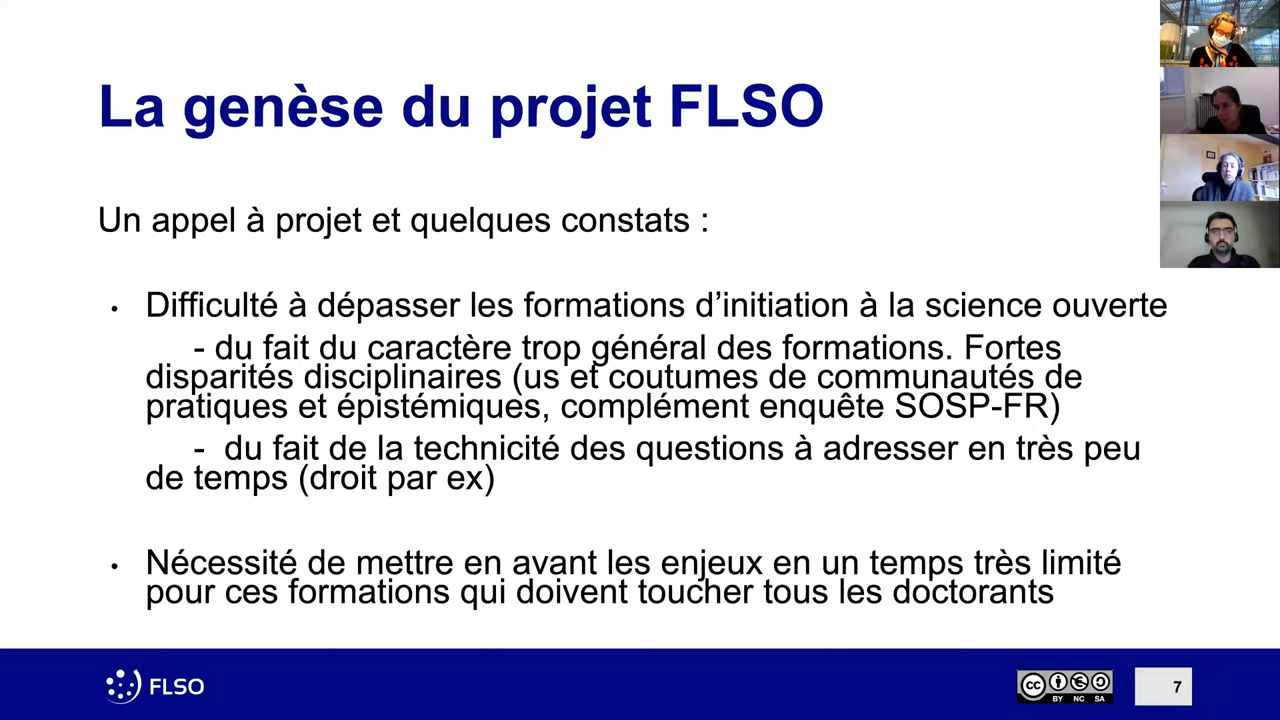 La genèse du projet FLSO
Un appel à projet et quelques constats :
• Difficulté à dépasser les formations d’initiation à la science ouverte
- du fait du caractère trop général des formations. Fortes
disparités disciplinaires (us et coutumes de communautés de
pratiques et épistémiques, complément enquête SOSP-FR)
- du fait de la technicité des questions à adresser en très peu
de temps (droit par ex)
• Nécessité de mettre en avant les enjeux en un temps très limité
pour ces formations qui doivent toucher tous les doctorants
FLSO
cc
BY NC SA
7